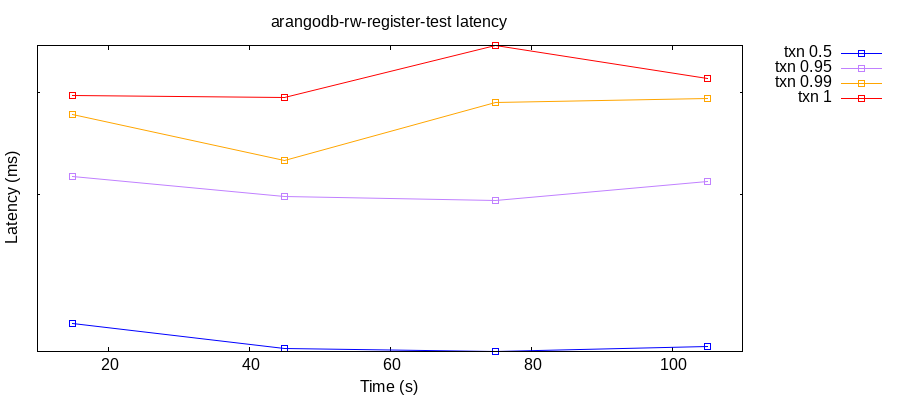 arangodb-rw-register-test latency
txn 0.5
txn 0.95
txn 0.99
txn 1
Latency (ms)
20 40 60 80 100
Time (s)